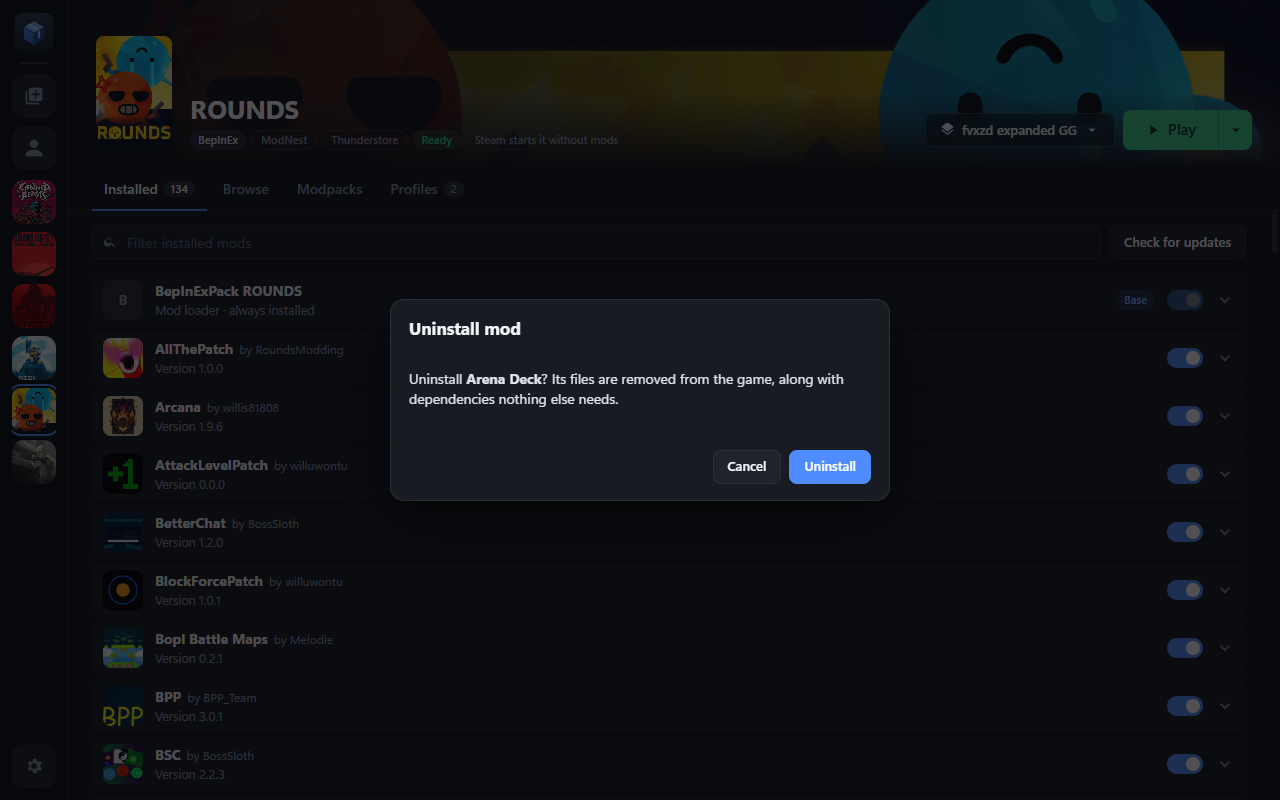 ROUNDS
ROUNDS
BepInEx
ModNest
Thunderstore
Ready
Steam starts it without mods
fvxzd expanded GG
Play
Installed 134
Browse
Modpacks
Profiles 2
Filter installed mods
Check for updates
B
BepInExPack ROUNDS
Mod loader · always installed
Base
AllThePatch by RoundsModding
Version 1.0.0
Arcana by willis81808
Version 1.9.6
+1
AttackLevelPatch by willuwontu
Version 0.0.0
BetterChat by BossSloth
Version 1.2.0
BlockForcePatch by willuwontu
Version 1.0.1
Bopl Battle Maps by Melodie
Version 0.2.1
BPP
BPP by BPP_Team
Version 3.0.1
BSC by BossSloth
Version 2.2.3
Uninstall mod
Uninstall Arena Deck? Its files are removed from the game, along with
dependencies nothing else needs.
Cancel
Uninstall